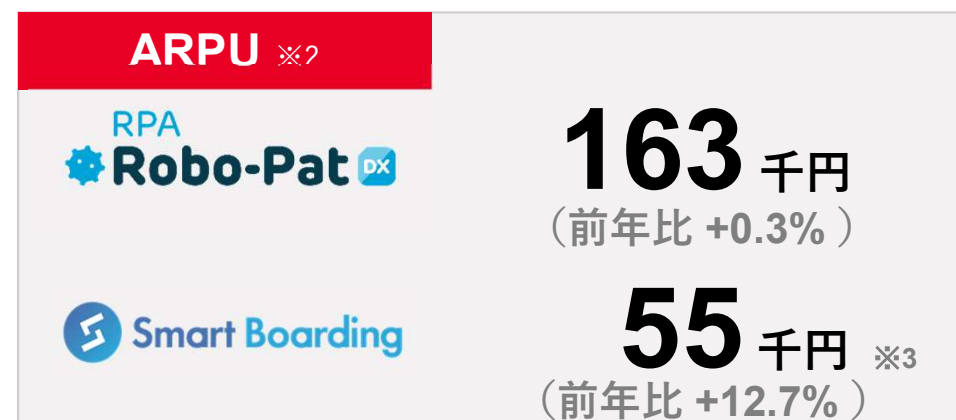 ARPU ※2
RPA
Robo-Pat DX
163 千円
（前年比 +0.3% ）
Smart Boarding
55 千円 ※3
（前年比 +12.7% ）